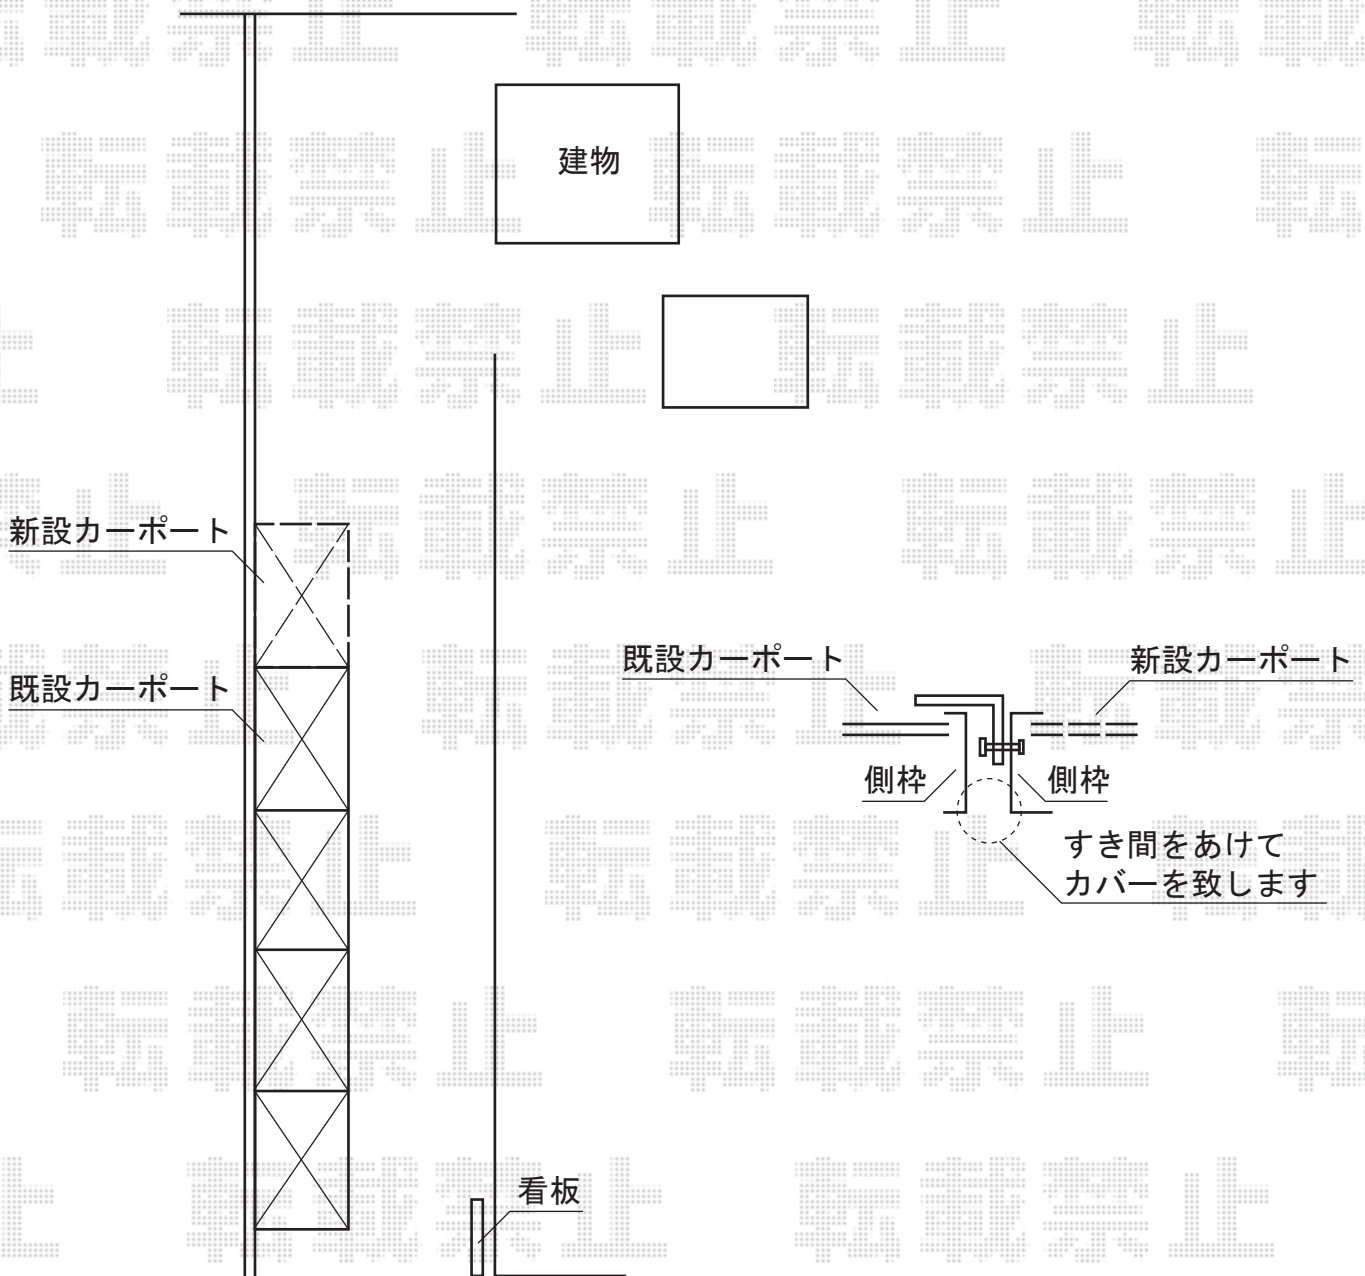 建物
新設カーポート
既設カーポート
既設カーポート
新設カーポート
側枠
側枠
すき間をあけて
カバーを致します
看板
転載禁止